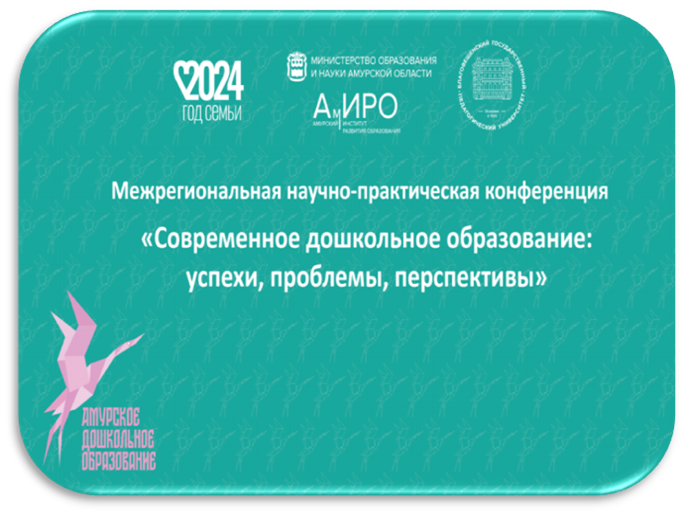 2024
ГОД СЕМЬИ
МИНИСТЕРСТВО ОБРАЗОВАНИЯ
И НАУКИ АМУРСКОЙ ОБЛАСТИ
АмИРО
АМУРСКИЙ ИНСТИТУТ
РАЗВИТИЯ ОБРАЗОВАНИЯ
БЛАГОВЕЩЕНСКИЙ ГОСУДАРСТВЕННЫЙ
ПЕДАГОГИЧЕСКИЙ УНИВЕРСИТЕТ
Межрегиональная научно-практическая конференция
«Современное дошкольное образование:
успехи, проблемы, перспективы»
АМУРСКОЕ
ДОШКОЛЬНОЕ
ОБРАЗОВАНИЕ